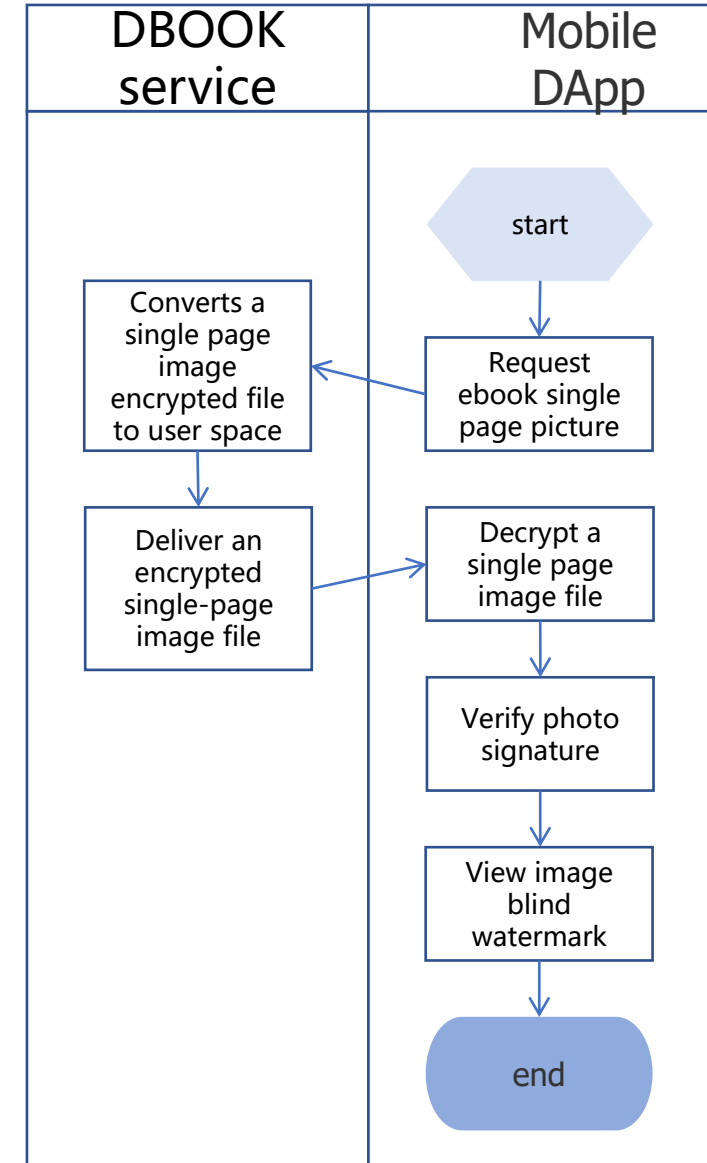 DBOOK
service
Mobile
DApp
start
Request
ebook single
page picture
Converts a
single page
image
encrypted file
to user space
Deliver an
encrypted
single-page
image file
Decrypt a
single page
image file
Verify photo
signature
View image
blind
watermark
end